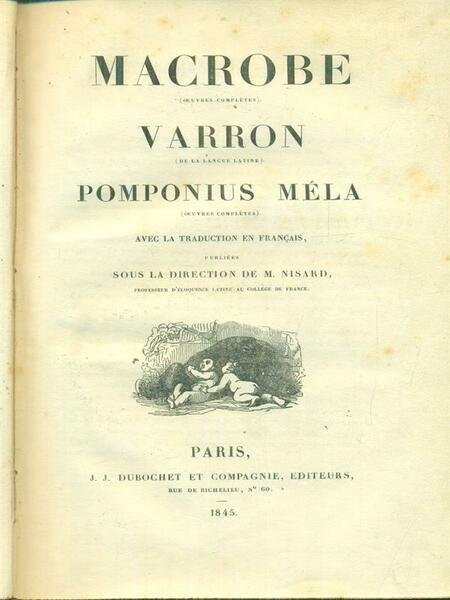 MACROBE
(ŒUVRES COMPLÈTES).
VARRON
(DE LA LANGUE LATINE).
POMPONIUS MÉLA
(ŒUVRES COMPLÈTES).
AVEC LA TRADUCTION EN FRANÇAIS,
PUBLIÉES
SOUS LA DIRECTION DE M. NISARD,
PROFESSEUR D'ÉLOQUENCE LATINE AU COLLÈGE DE FRANCE.
PARIS,
J. J. DUBOCHET ET COMPAGNIE, EDITEURS,
RUE DE RICHELIEU, Nº 60.
1845.